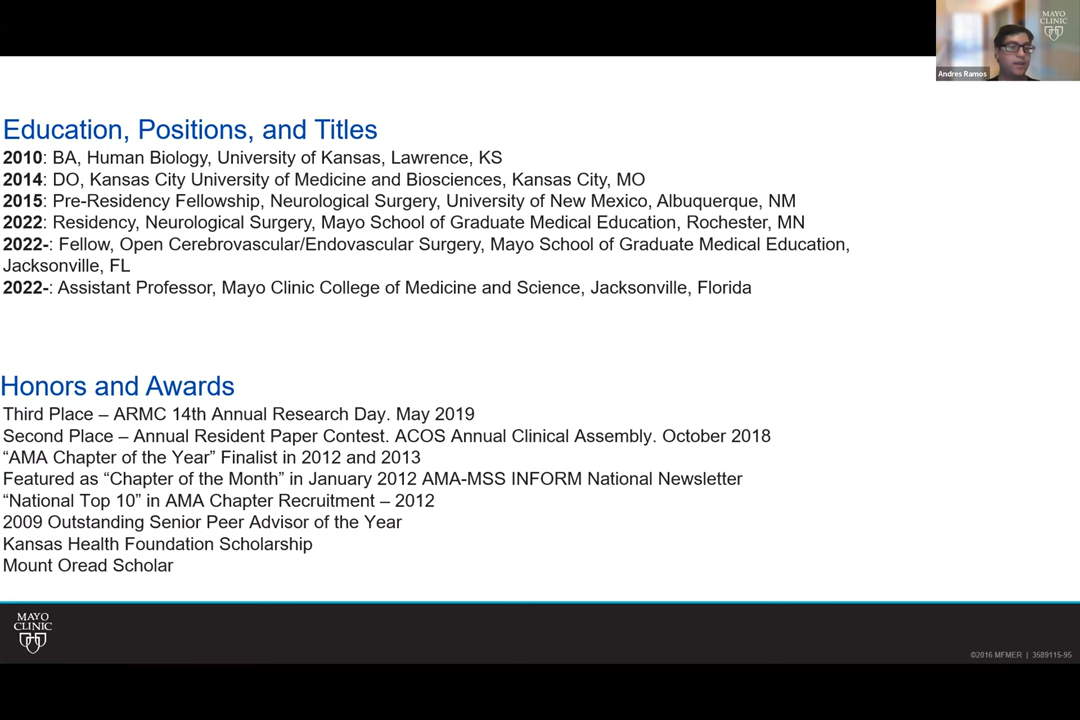 MAYO
CLINIC
Andres Ramos
Education, Positions, and Titles
2010: BA, Human Biology, University of Kansas, Lawrence, KS
2014: DO, Kansas City University of Medicine and Biosciences, Kansas City, MO
2015: Pre-Residency Fellowship, Neurological Surgery, University of New Mexico, Albuquerque, NM
2022: Residency, Neurological Surgery, Mayo School of Graduate Medical Education, Rochester, MN
2022-: Fellow, Open Cerebrovascular/Endovascular Surgery, Mayo School of Graduate Medical Education,
Jacksonville, FL
2022-: Assistant Professor, Mayo Clinic College of Medicine and Science, Jacksonville, Florida
Honors and Awards
Third Place – ARMC 14th Annual Research Day. May 2019
Second Place – Annual Resident Paper Contest. ACOS Annual Clinical Assembly. October 2018
“AMA Chapter of the Year” Finalist in 2012 and 2013
Featured as “Chapter of the Month” in January 2012 AMA-MSS INFORM National Newsletter
“National Top 10” in AMA Chapter Recruitment – 2012
2009 Outstanding Senior Peer Advisor of the Year
Kansas Health Foundation Scholarship
Mount Oread Scholar
MAYO
CLINIC
©2016 MFMER | 3589115-95